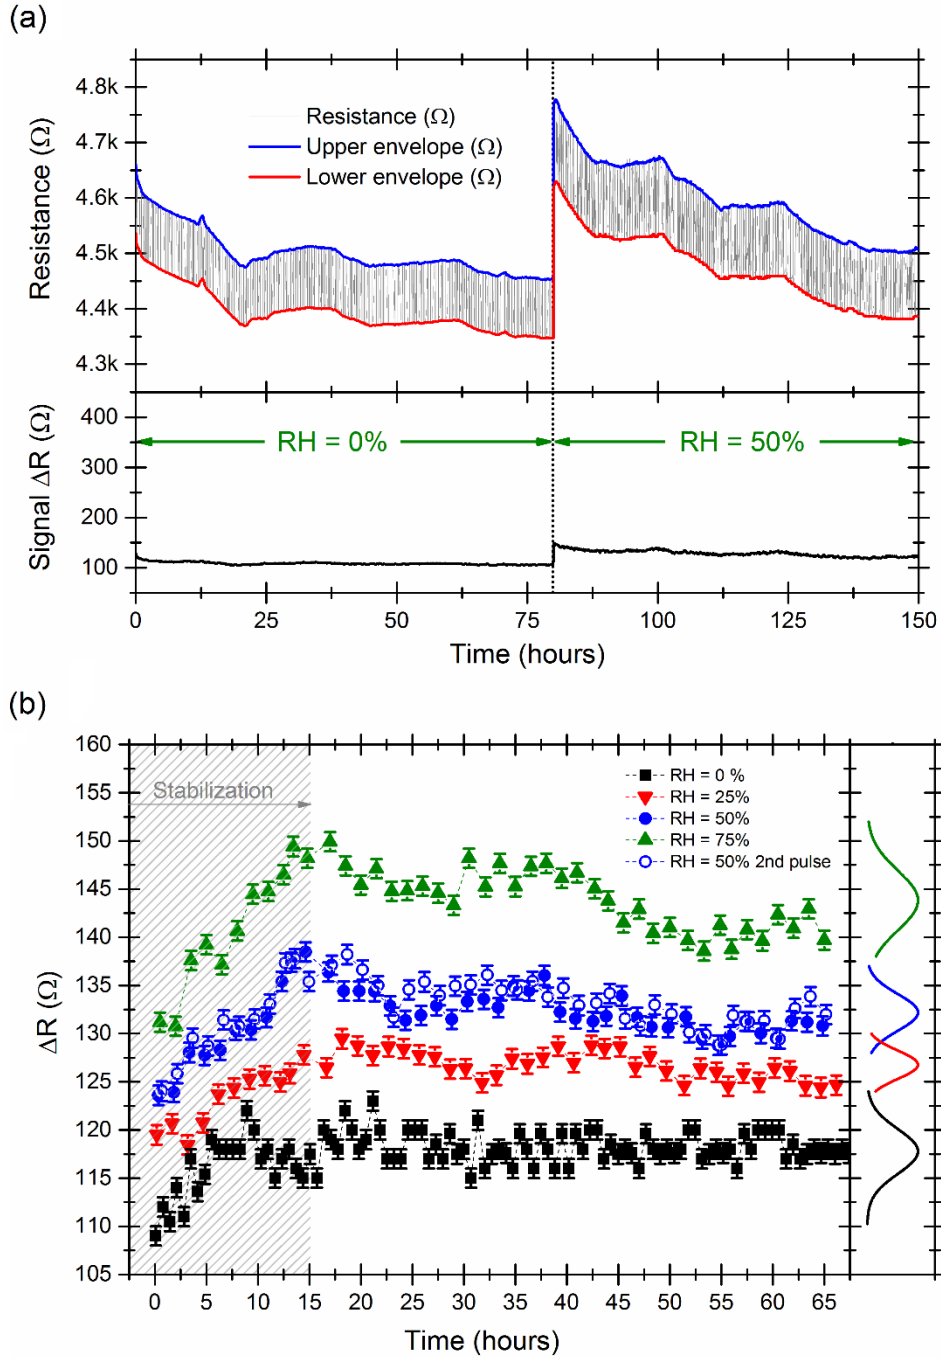 (a)
4.8k
4.7k
4.6k
4.5k
4.4k
4.3k
Resistance (Ω)
Resistance (Ω)
Upper envelope (Ω)
Lower envelope (Ω)
400
300
200
100
Signal ΔR (Ω)
RH = 0%
RH = 50%
0 25 50 75 100 125 150
Time (hours)
(b)
160
155
150
145
140
135
130
125
120
115
110
105
ΔR (Ω)
Stabilization
RH = 0 %
RH = 25%
RH = 50%
RH = 75%
RH = 50% 2nd pulse
0 5 10 15 20 25 30 35 40 45 50 55 60 65
Time (hours)